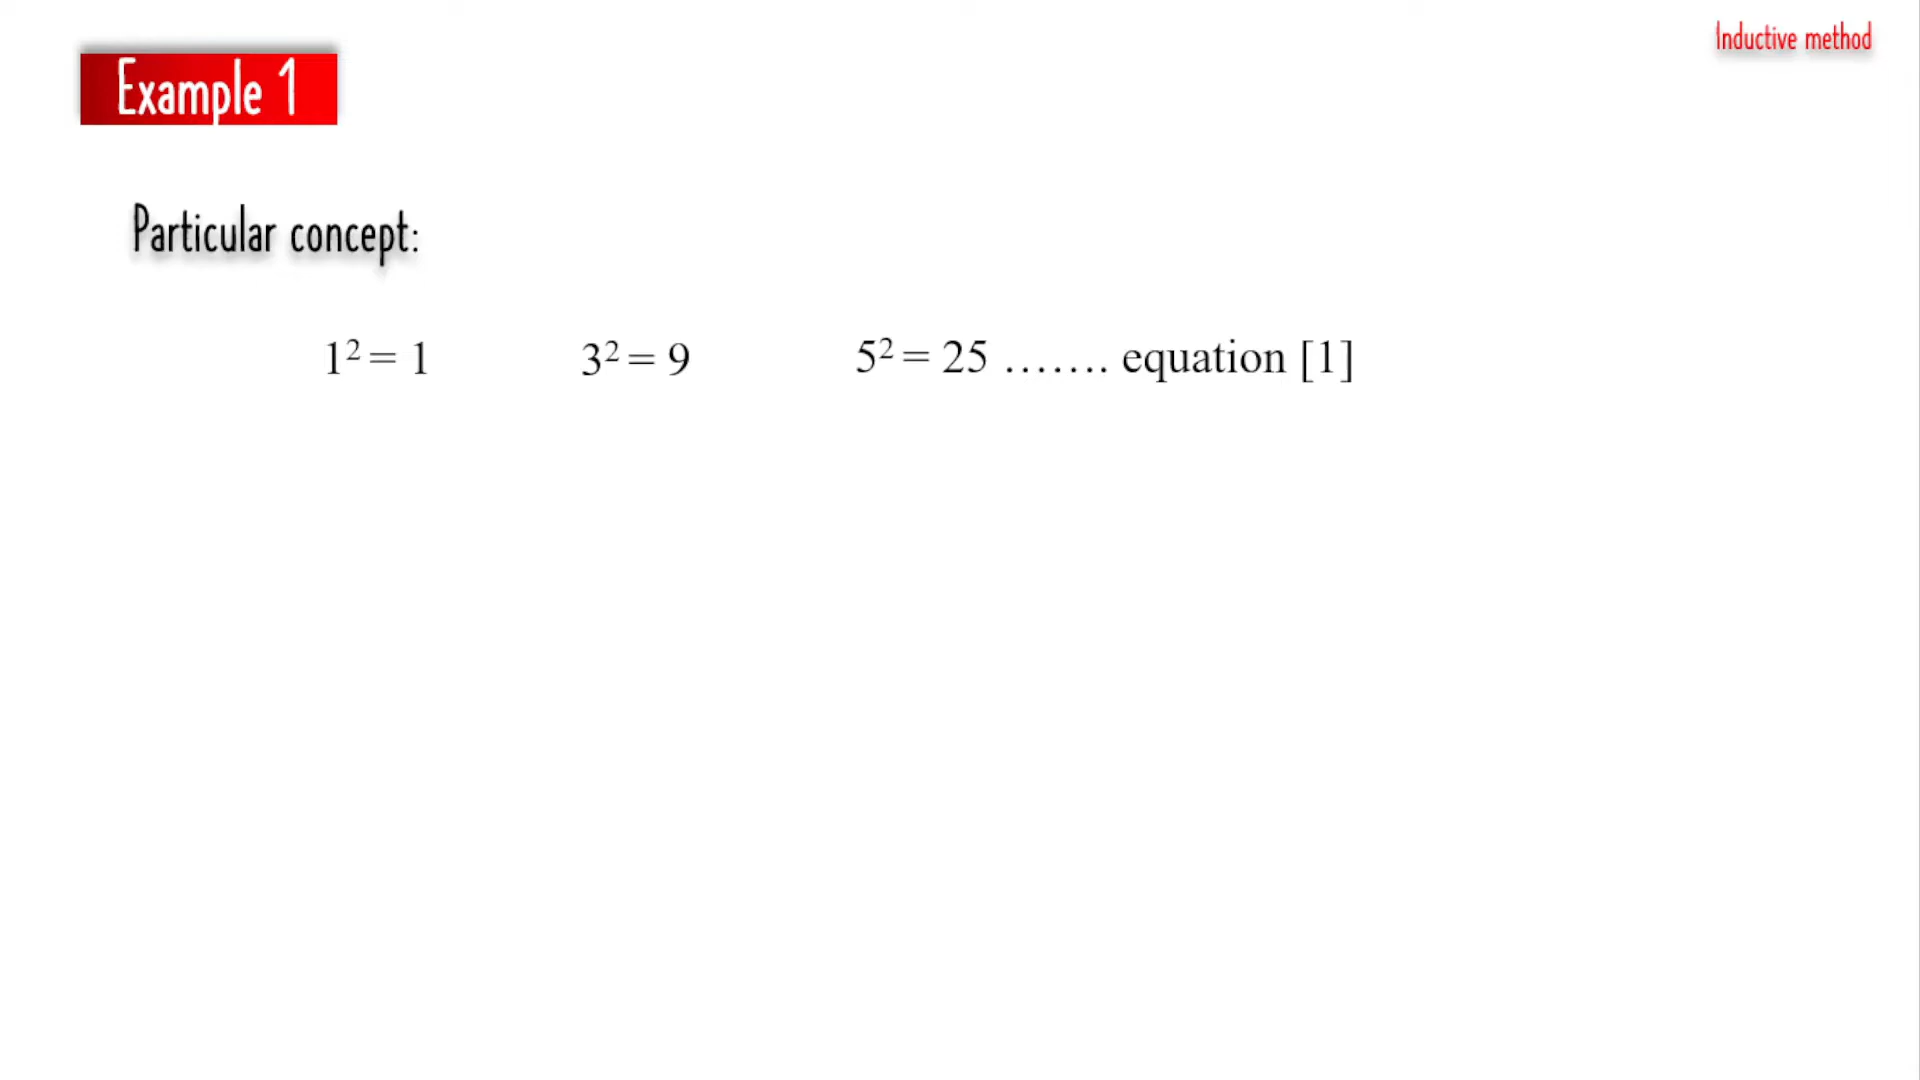 Inductive method
Example 1
Particular concept:
1² = 1 3² = 9 5² = 25 ....... equation [1]